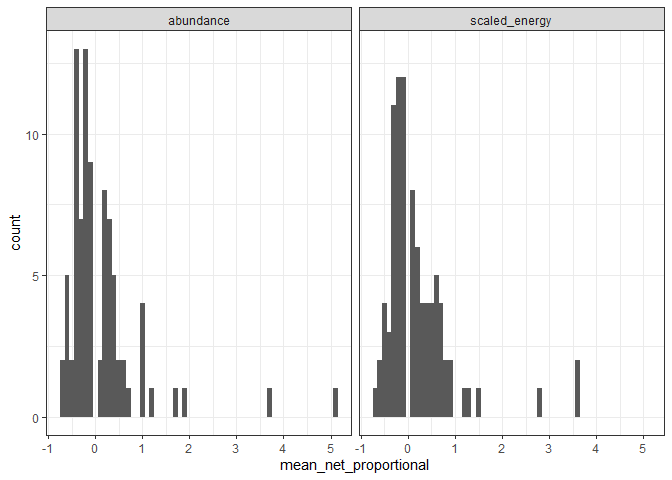 abundance scaled_energy
10
5
0
-1 0 1 2 3 4 5 -1 0 1 2 3 4 5
count
mean_net_proportional